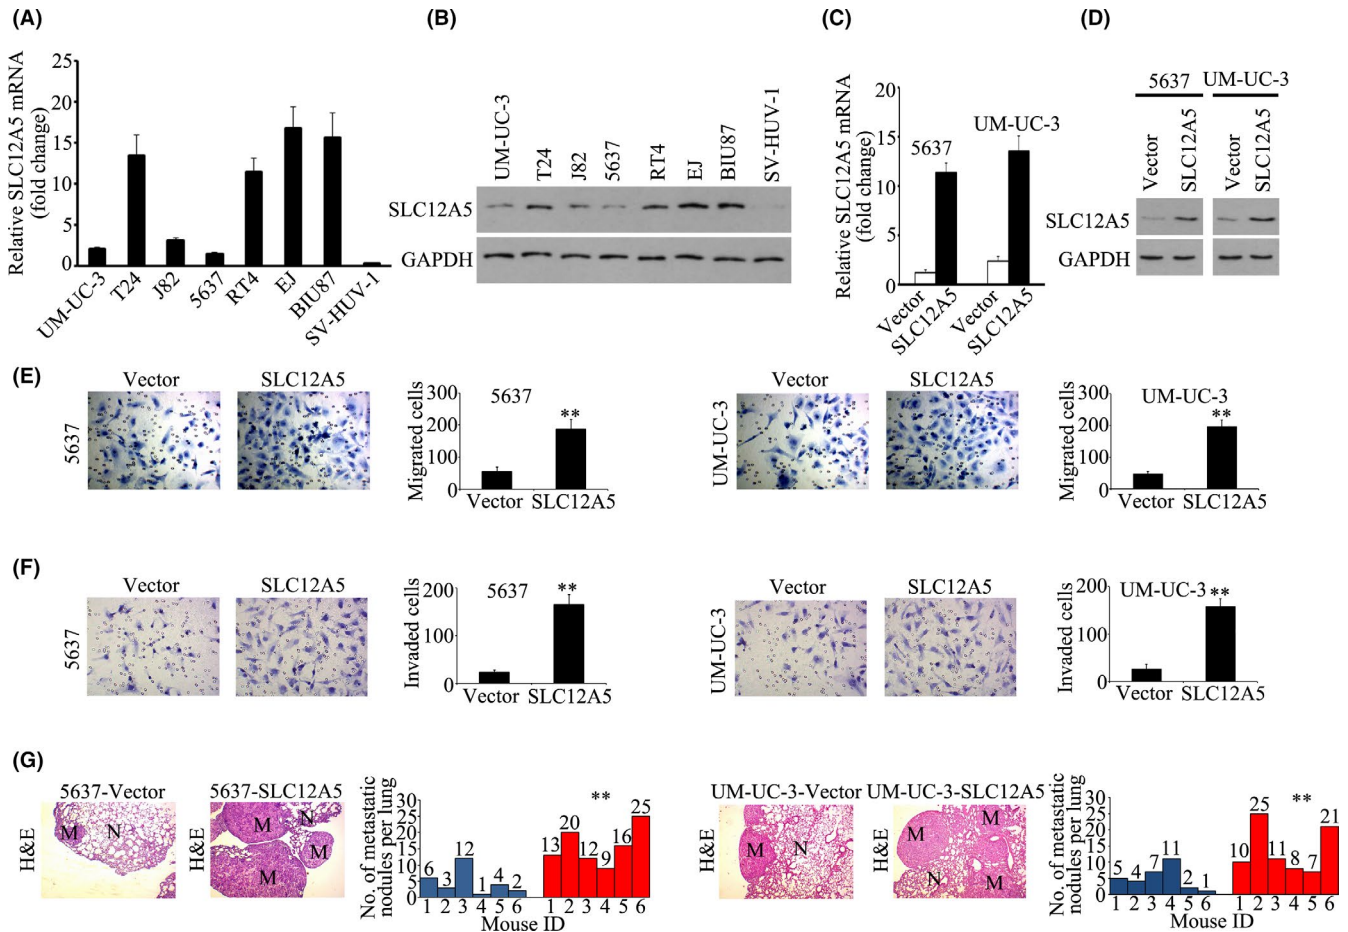 (A)
Relative SLC12A5 mRNA
(fold change)
25
20
15
10
5
0
UM-UC-3
T24
J82
5637
RT4
EJ
BIU87
SV-HUV-1
(B)
UM-UC-3
T24
J82
5637
RT4
EJ
BIU87
SV-HUV-1
SLC12A5
GAPDH
(C)
Relative SLC12A5 mRNA
(fold change)
20
15
10
5
0
5637
UM-UC-3
Vector
SLC12A5
Vector
SLC12A5
(D)
5637 UM-UC-3
Vector
SLC12A5
Vector
SLC12A5
SLC12A5
GAPDH
(E)
Vector SLC12A5
5637
Migrated cells
300
200
100
0
5637
**
Vector SLC12A5
Vector SLC12A5
UM-UC-3
Migrated cells
300
200
100
0
UM-UC-3
**
Vector SLC12A5
(F)
Vector SLC12A5
5637
Invaded cells
200
100
0
5637
**
Vector SLC12A5
Vector SLC12A5
UM-UC-3
Invaded cells
200
100
0
UM-UC-3
**
Vector SLC12A5
(G)
5637-Vector 5637-SLC12A5
H&E
M N
H&E
M N M M
No. of metastatic
nodules per lung
30
25
20
15
10
5
0
6 3 12 1 4 2
13 20 12 9 16 25
**
1 2 3 4 5 6 1 2 3 4 5 6
Mouse ID
UM-UC-3-Vector UM-UC-3-SLC12A5
H&E
M N
H&E
M M N M
No. of metastatic
nodules per lung
30
25
20
15
10
5
0
5 4 7 11 2 1
10 25 11 8 7 21
**
1 2 3 4 5 6 1 2 3 4 5 6
Mouse ID